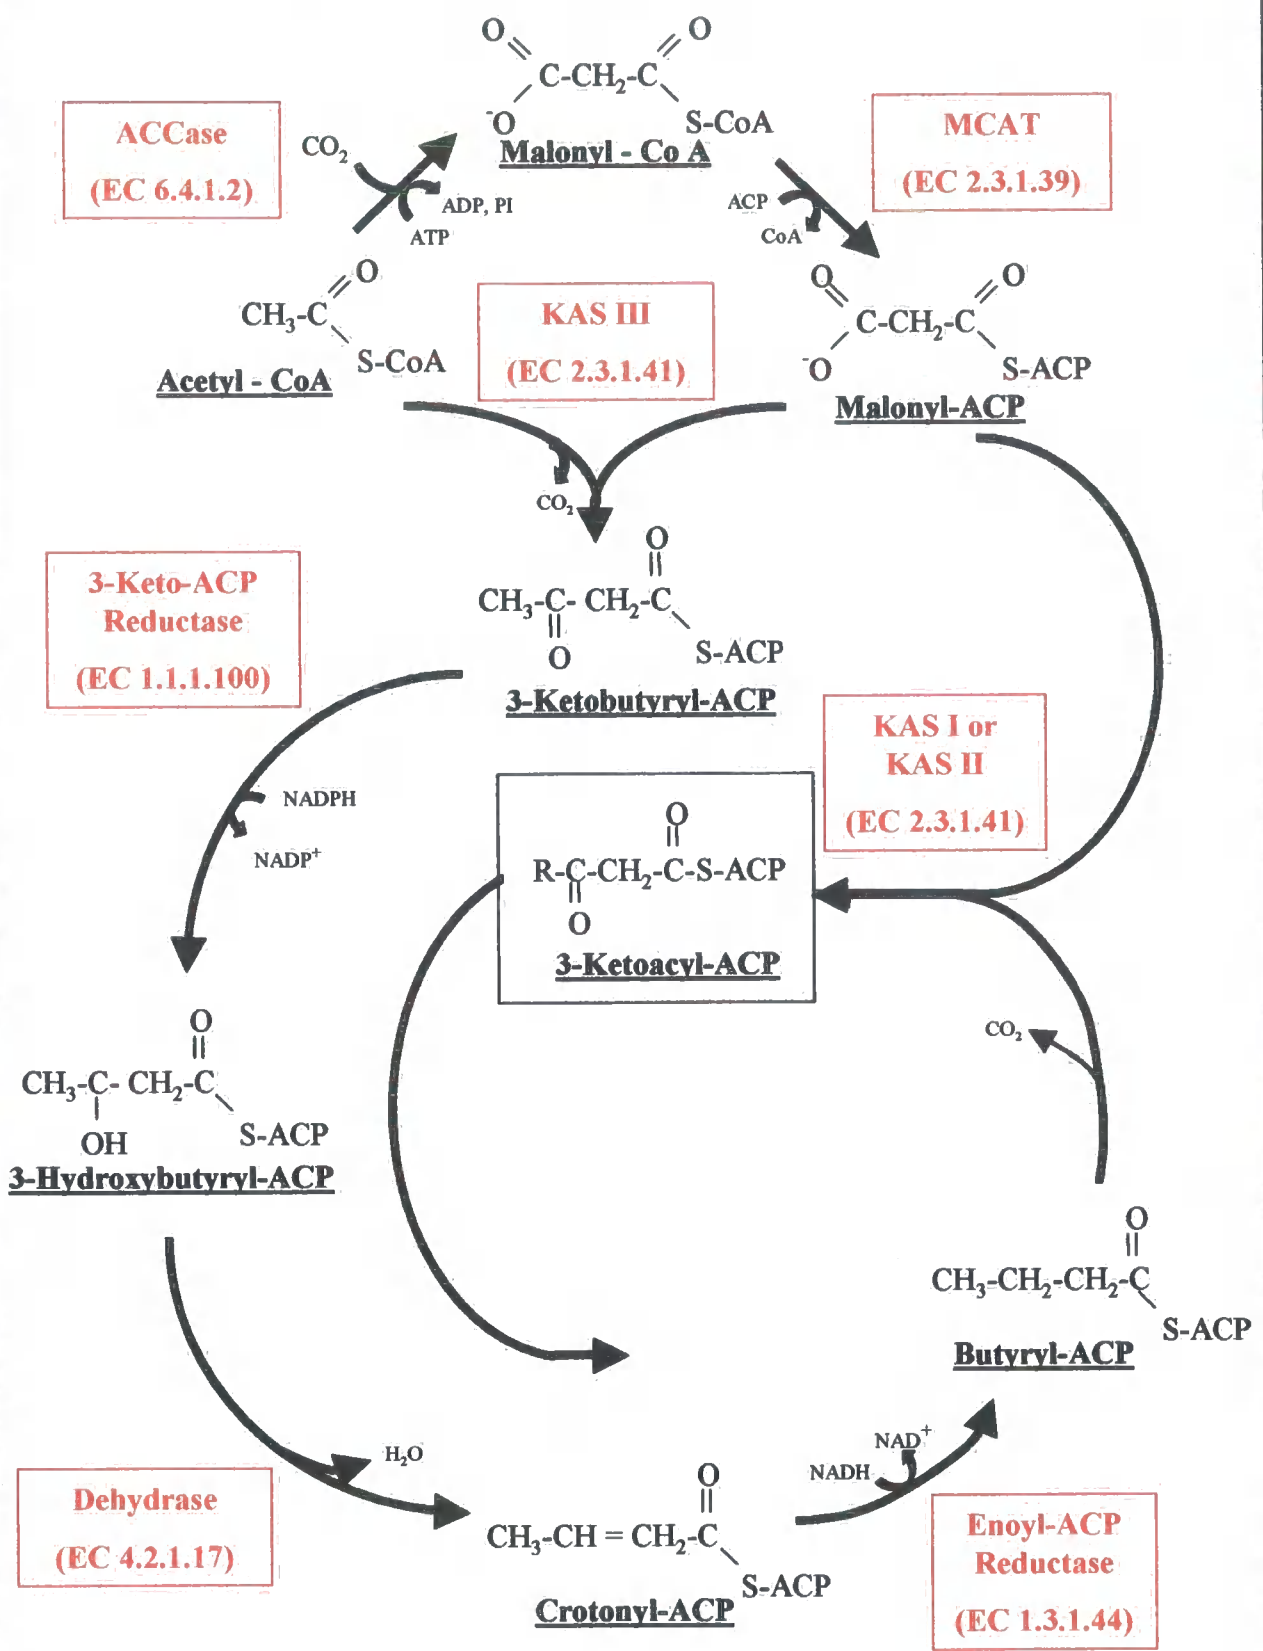 O
O
C-CH₂-C
⁻O
S-CoA
Malonyl - Co A
ACCase
(EC 6.4.1.2)
CO₂
ADP, PI
ATP
MCAT
(EC 2.3.1.39)
ACP
CoA
O
CH₃-C
S-CoA
Acetyl - CoA
KAS III
(EC 2.3.1.41)
O
O
C-CH₂-C
⁻O
S-ACP
Malonyl-ACP
CO₂
O
CH₃-C- CH₂-C
O
S-ACP
3-Ketobutyryl-ACP
3-Keto-ACP
Reductase
(EC 1.1.1.100)
NADPH
NADP⁺
KAS I or
KAS II
(EC 2.3.1.41)
O
R-C-CH₂-C-S-ACP
O
3-Ketoacyl-ACP
CO₂
O
CH₃-C- CH₂-C
OH
S-ACP
3-Hydroxybutyryl-ACP
O
CH₃-CH₂-CH₂-C
S-ACP
Butyryl-ACP
H₂O
Dehydrase
(EC 4.2.1.17)
O
CH₃-CH = CH₂-C
S-ACP
Crotonyl-ACP
NADH
NAD⁺
Enoyl-ACP
Reductase
(EC 1.3.1.44)